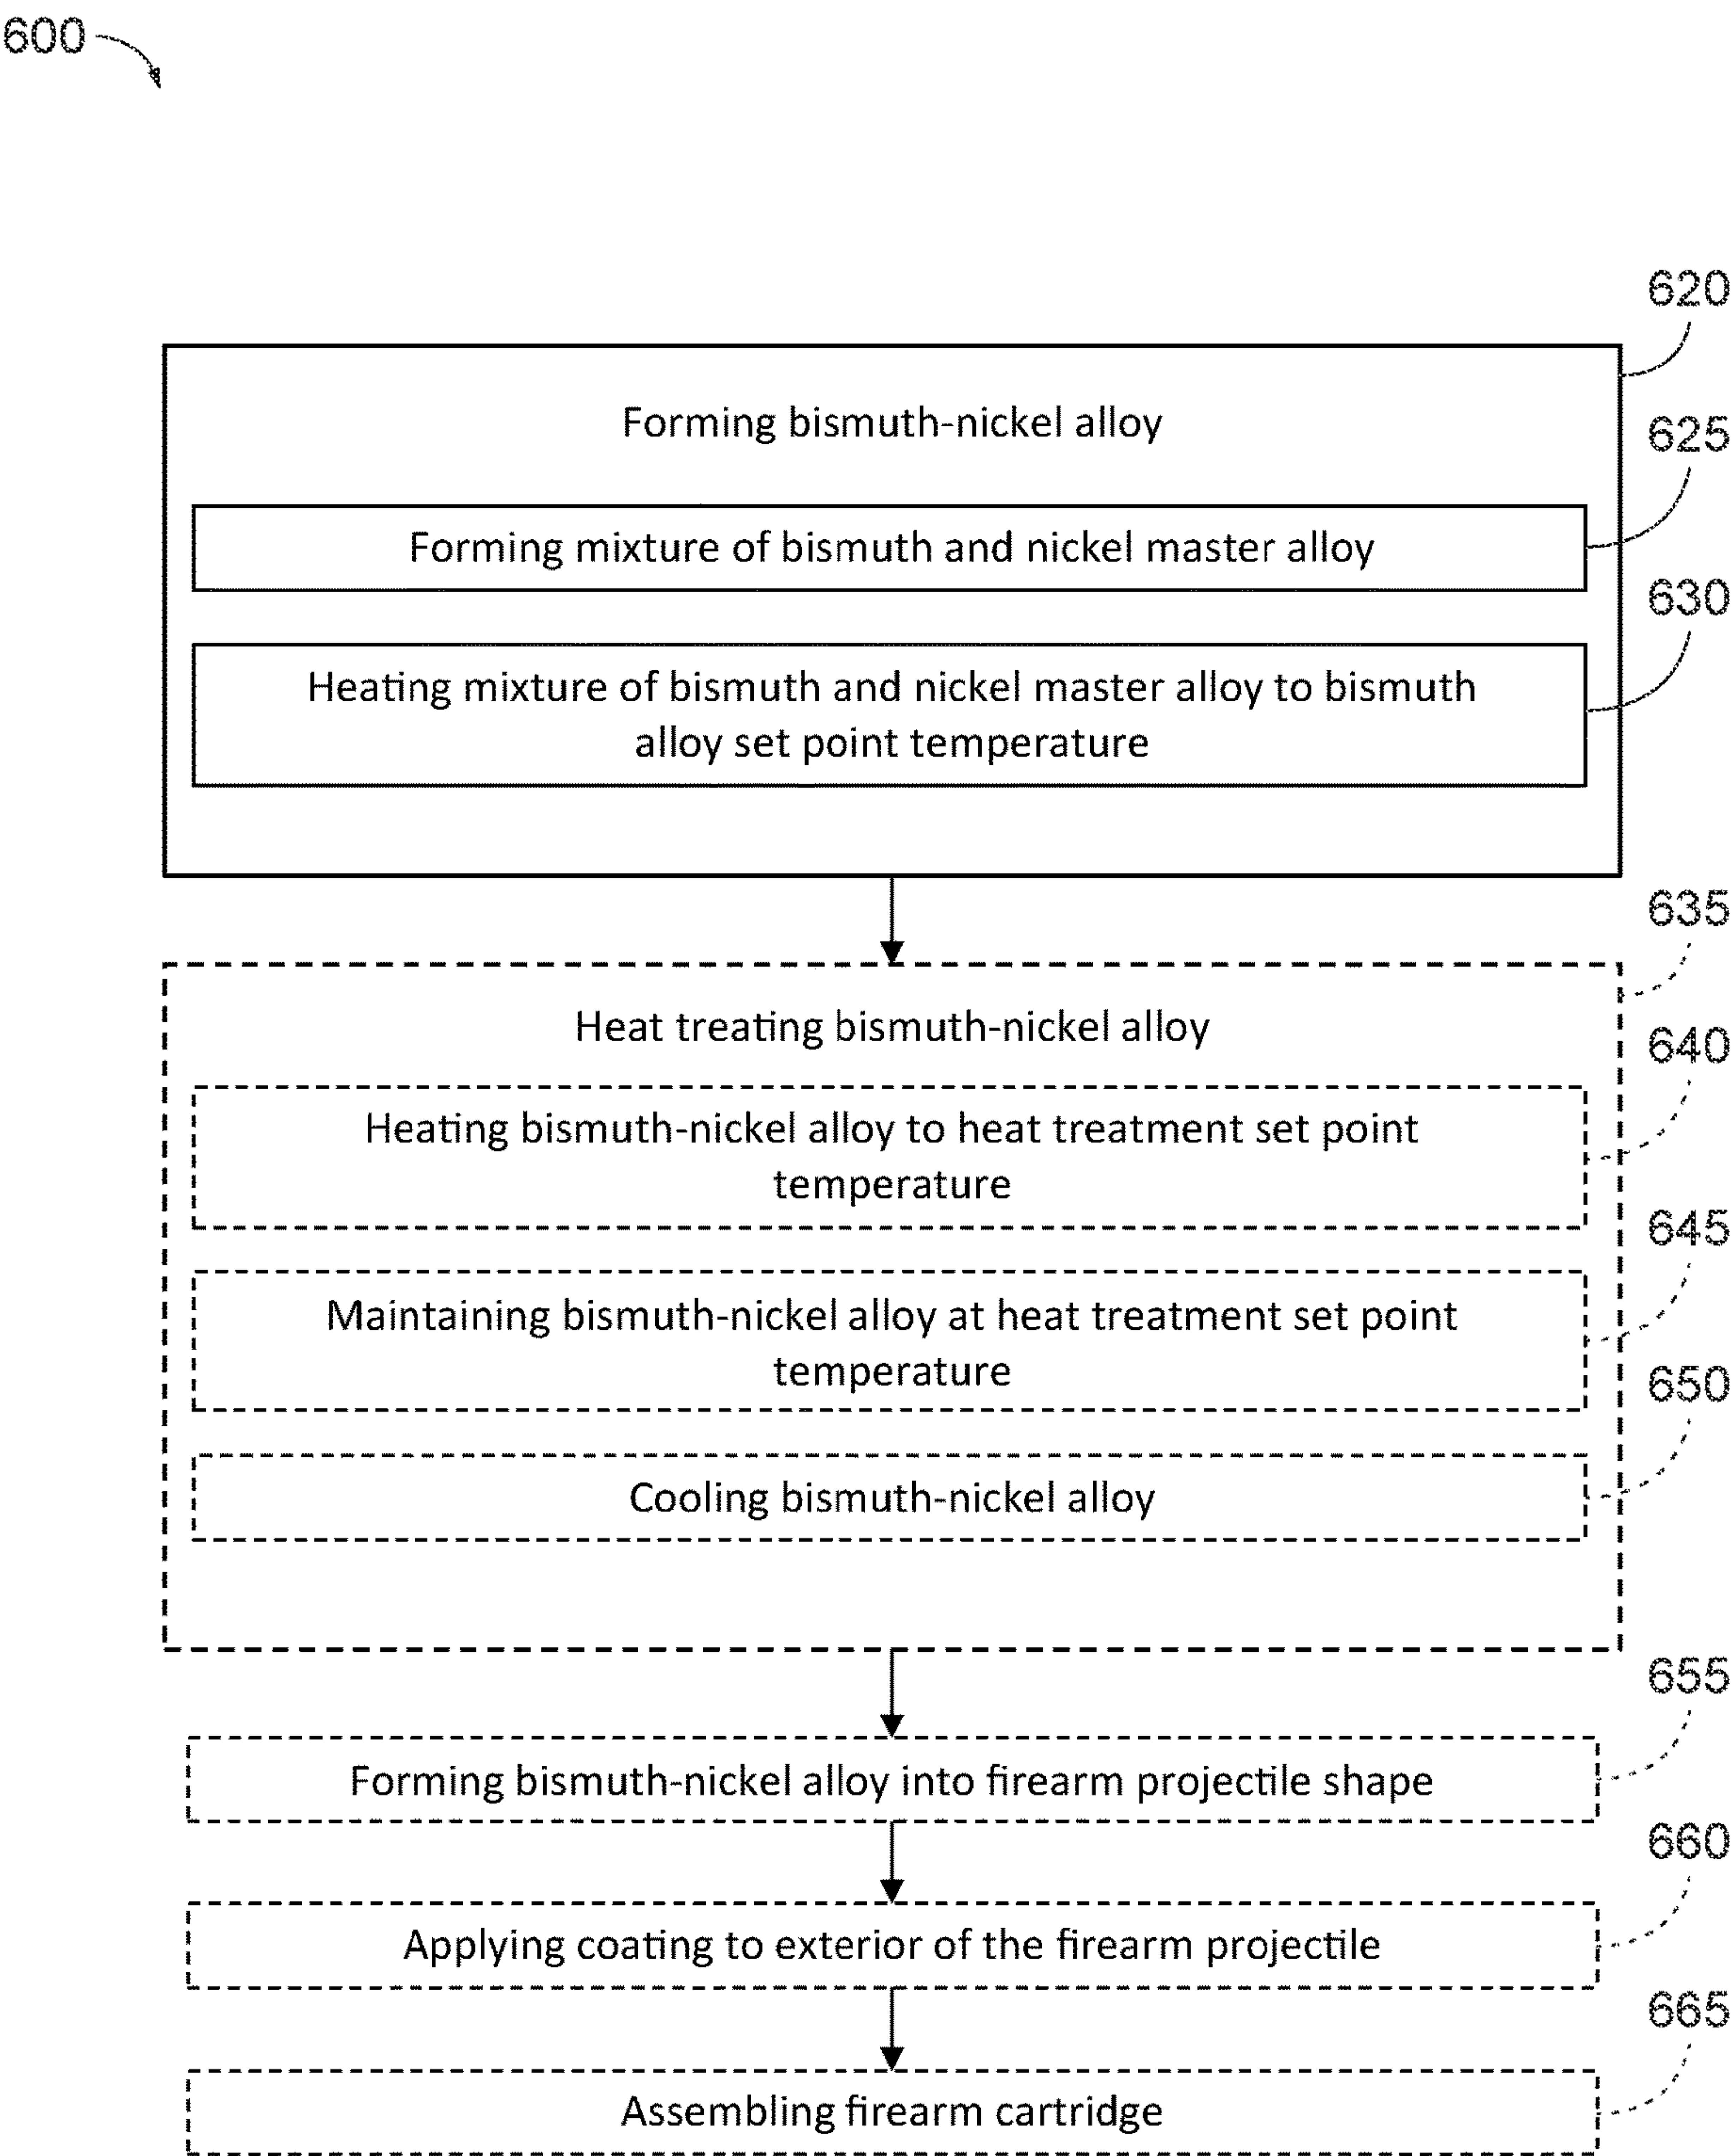 600
620
Forming bismuth-nickel alloy
625
Forming mixture of bismuth and nickel master alloy
630
Heating mixture of bismuth and nickel master alloy to bismuth
alloy set point temperature
635
Heat treating bismuth-nickel alloy
640
Heating bismuth-nickel alloy to heat treatment set point
temperature
645
Maintaining bismuth-nickel alloy at heat treatment set point
temperature
650
Cooling bismuth-nickel alloy
655
Forming bismuth-nickel alloy into firearm projectile shape
660
Applying coating to exterior of the firearm projectile
665
Assembling firearm cartridge